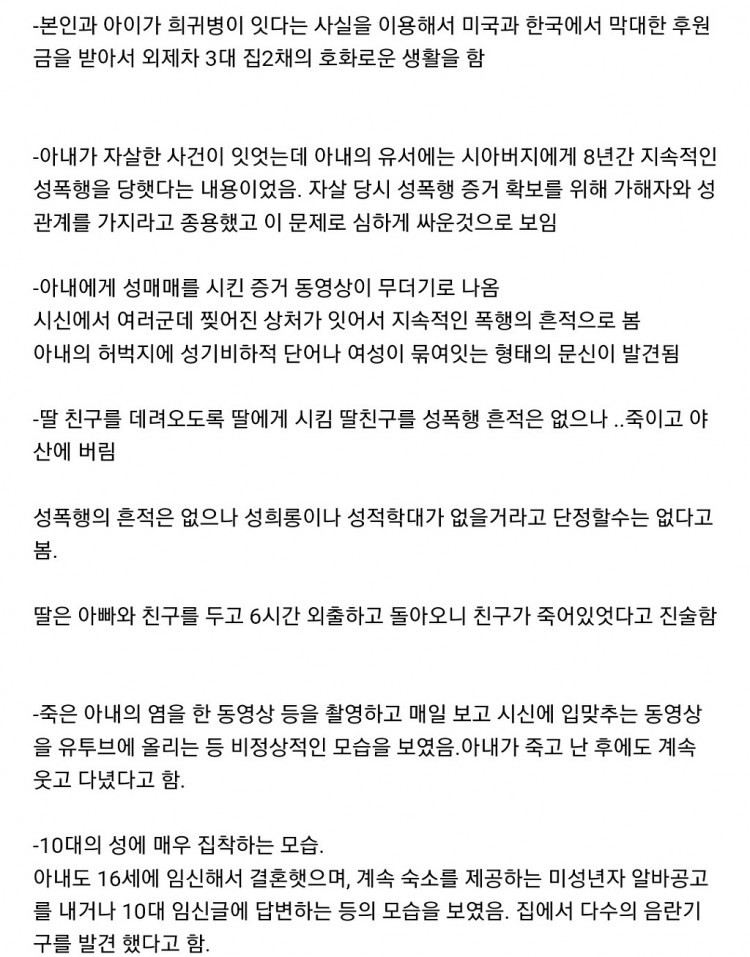 -본인과 아이가 희귀병이 잇다는 사실을 이용해서 미국과 한국에서 막대한 후원
금을 받아서 외제차 3대 집2채의 호화로운 생활을 함
-아내가 자살한 사건이 잇엇는데 아내의 유서에는 시아버지에게 8년간 지속적인
성폭행을 당햇다는 내용이었음. 자살 당시 성폭행 증거 확보를 위해 가해자와 성
관계를 가지라고 종용했고 이 문제로 심하게 싸운것으로 보임
-아내에게 성매매를 시킨 증거 동영상이 무더기로 나옴
시신에서 여러군데 찢어진 상처가 잇어서 지속적인 폭행의 흔적으로 봄
아내의 허벅지에 성기비하적 단어나 여성이 묶여잇는 형태의 문신이 발견됨
-딸 친구를 데려오도록 딸에게 시킴 딸친구를 성폭행 흔적은 없으나 ..죽이고 야
산에 버림
성폭행의 흔적은 없으나 성희롱이나 성적학대가 없을거라고 단정할수는 없다고
봄.
딸은 아빠와 친구를 두고 6시간 외출하고 돌아오니 친구가 죽어있엇다고 진술함
-죽은 아내의 염을 한 동영상 등을 촬영하고 매일 보고 시신에 입맞추는 동영상
을 유투브에 올리는 등 비정상적인 모습을 보였음.아내가 죽고 난 후에도 계속
웃고 다녔다고 함.
-10대의 성에 매우 집착하는 모습.
아내도 16세에 임신해서 결혼햇으며, 계속 숙소를 제공하는 미성년자 알바공고
를 내거나 10대 임신글에 답변하는 등의 모습을 보였음. 집에서 다수의 음란기
구를 발견 했다고 함.